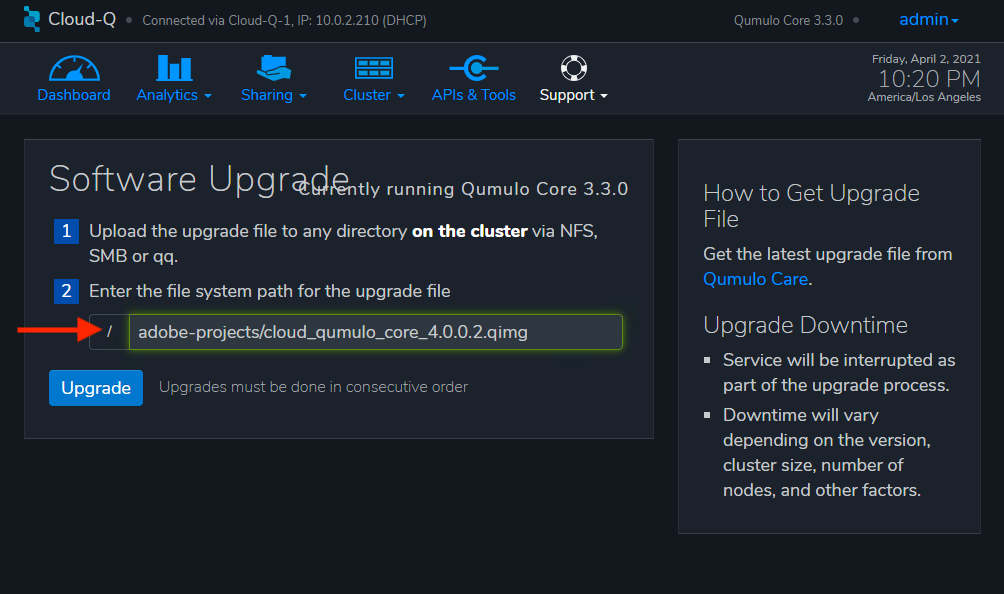 Cloud-Q • Connected via Cloud-Q-1, IP: 10.0.2.210 (DHCP) Qumulo Core 3.3.0 • admin
Dashboard Analytics Sharing Cluster APIs & Tools Support
Friday, April 2, 2021
10:20 PM
America/Los Angeles
Software Upgrade
Currently running Qumulo Core 3.3.0
1 Upload the upgrade file to any directory on the cluster via NFS,
SMB or qq.
2 Enter the file system path for the upgrade file
/ adobe-projects/cloud_qumulo_core_4.0.0.2.qimg
Upgrade Upgrades must be done in consecutive order
How to Get Upgrade
File
Get the latest upgrade file from
Qumulo Care.
Upgrade Downtime
Service will be interrupted as
part of the upgrade process.
Downtime will vary
depending on the version,
cluster size, number of
nodes, and other factors.